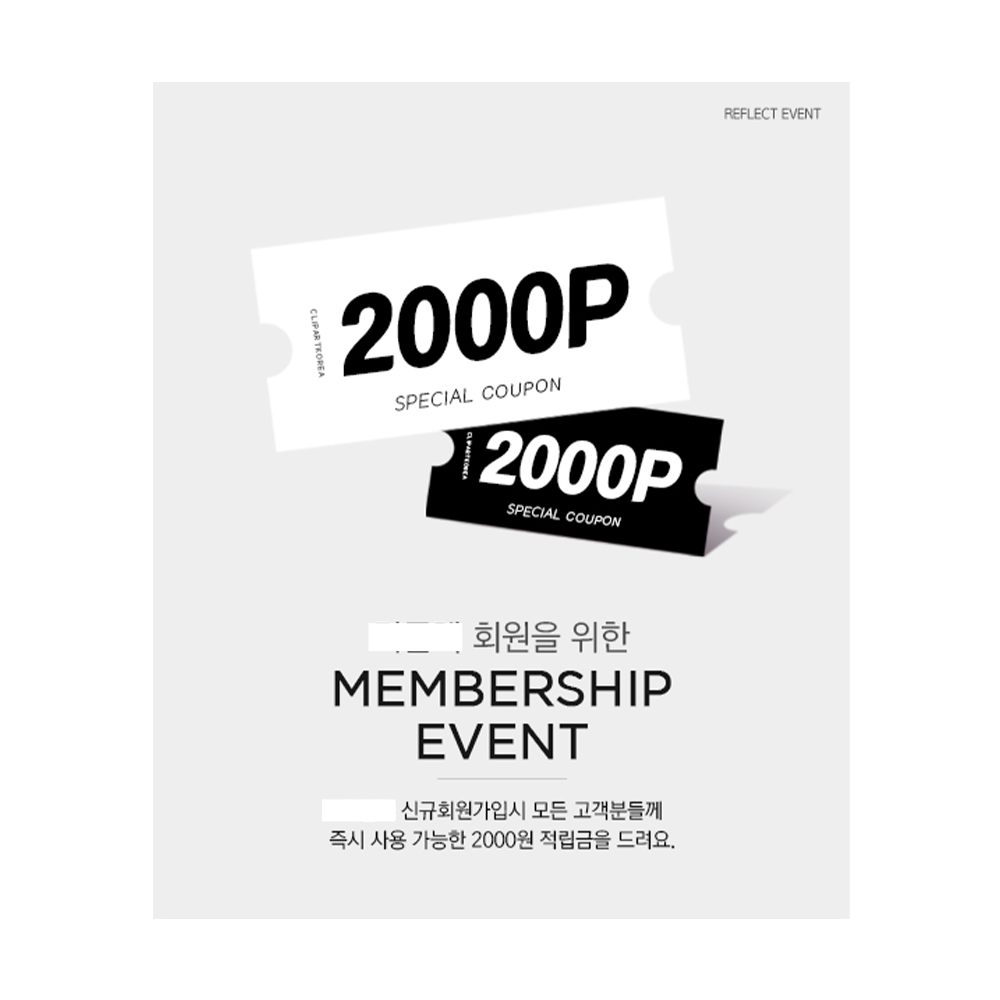 REFLECT EVENT
CLIPARTKOREA
2000P
SPECIAL COUPON
CLIPARTKOREA
2000P
SPECIAL COUPON
회원을 위한
MEMBERSHIP
EVENT
신규회원가입시 모든 고객분들께
즉시 사용 가능한 2000원 적립금을 드려요.